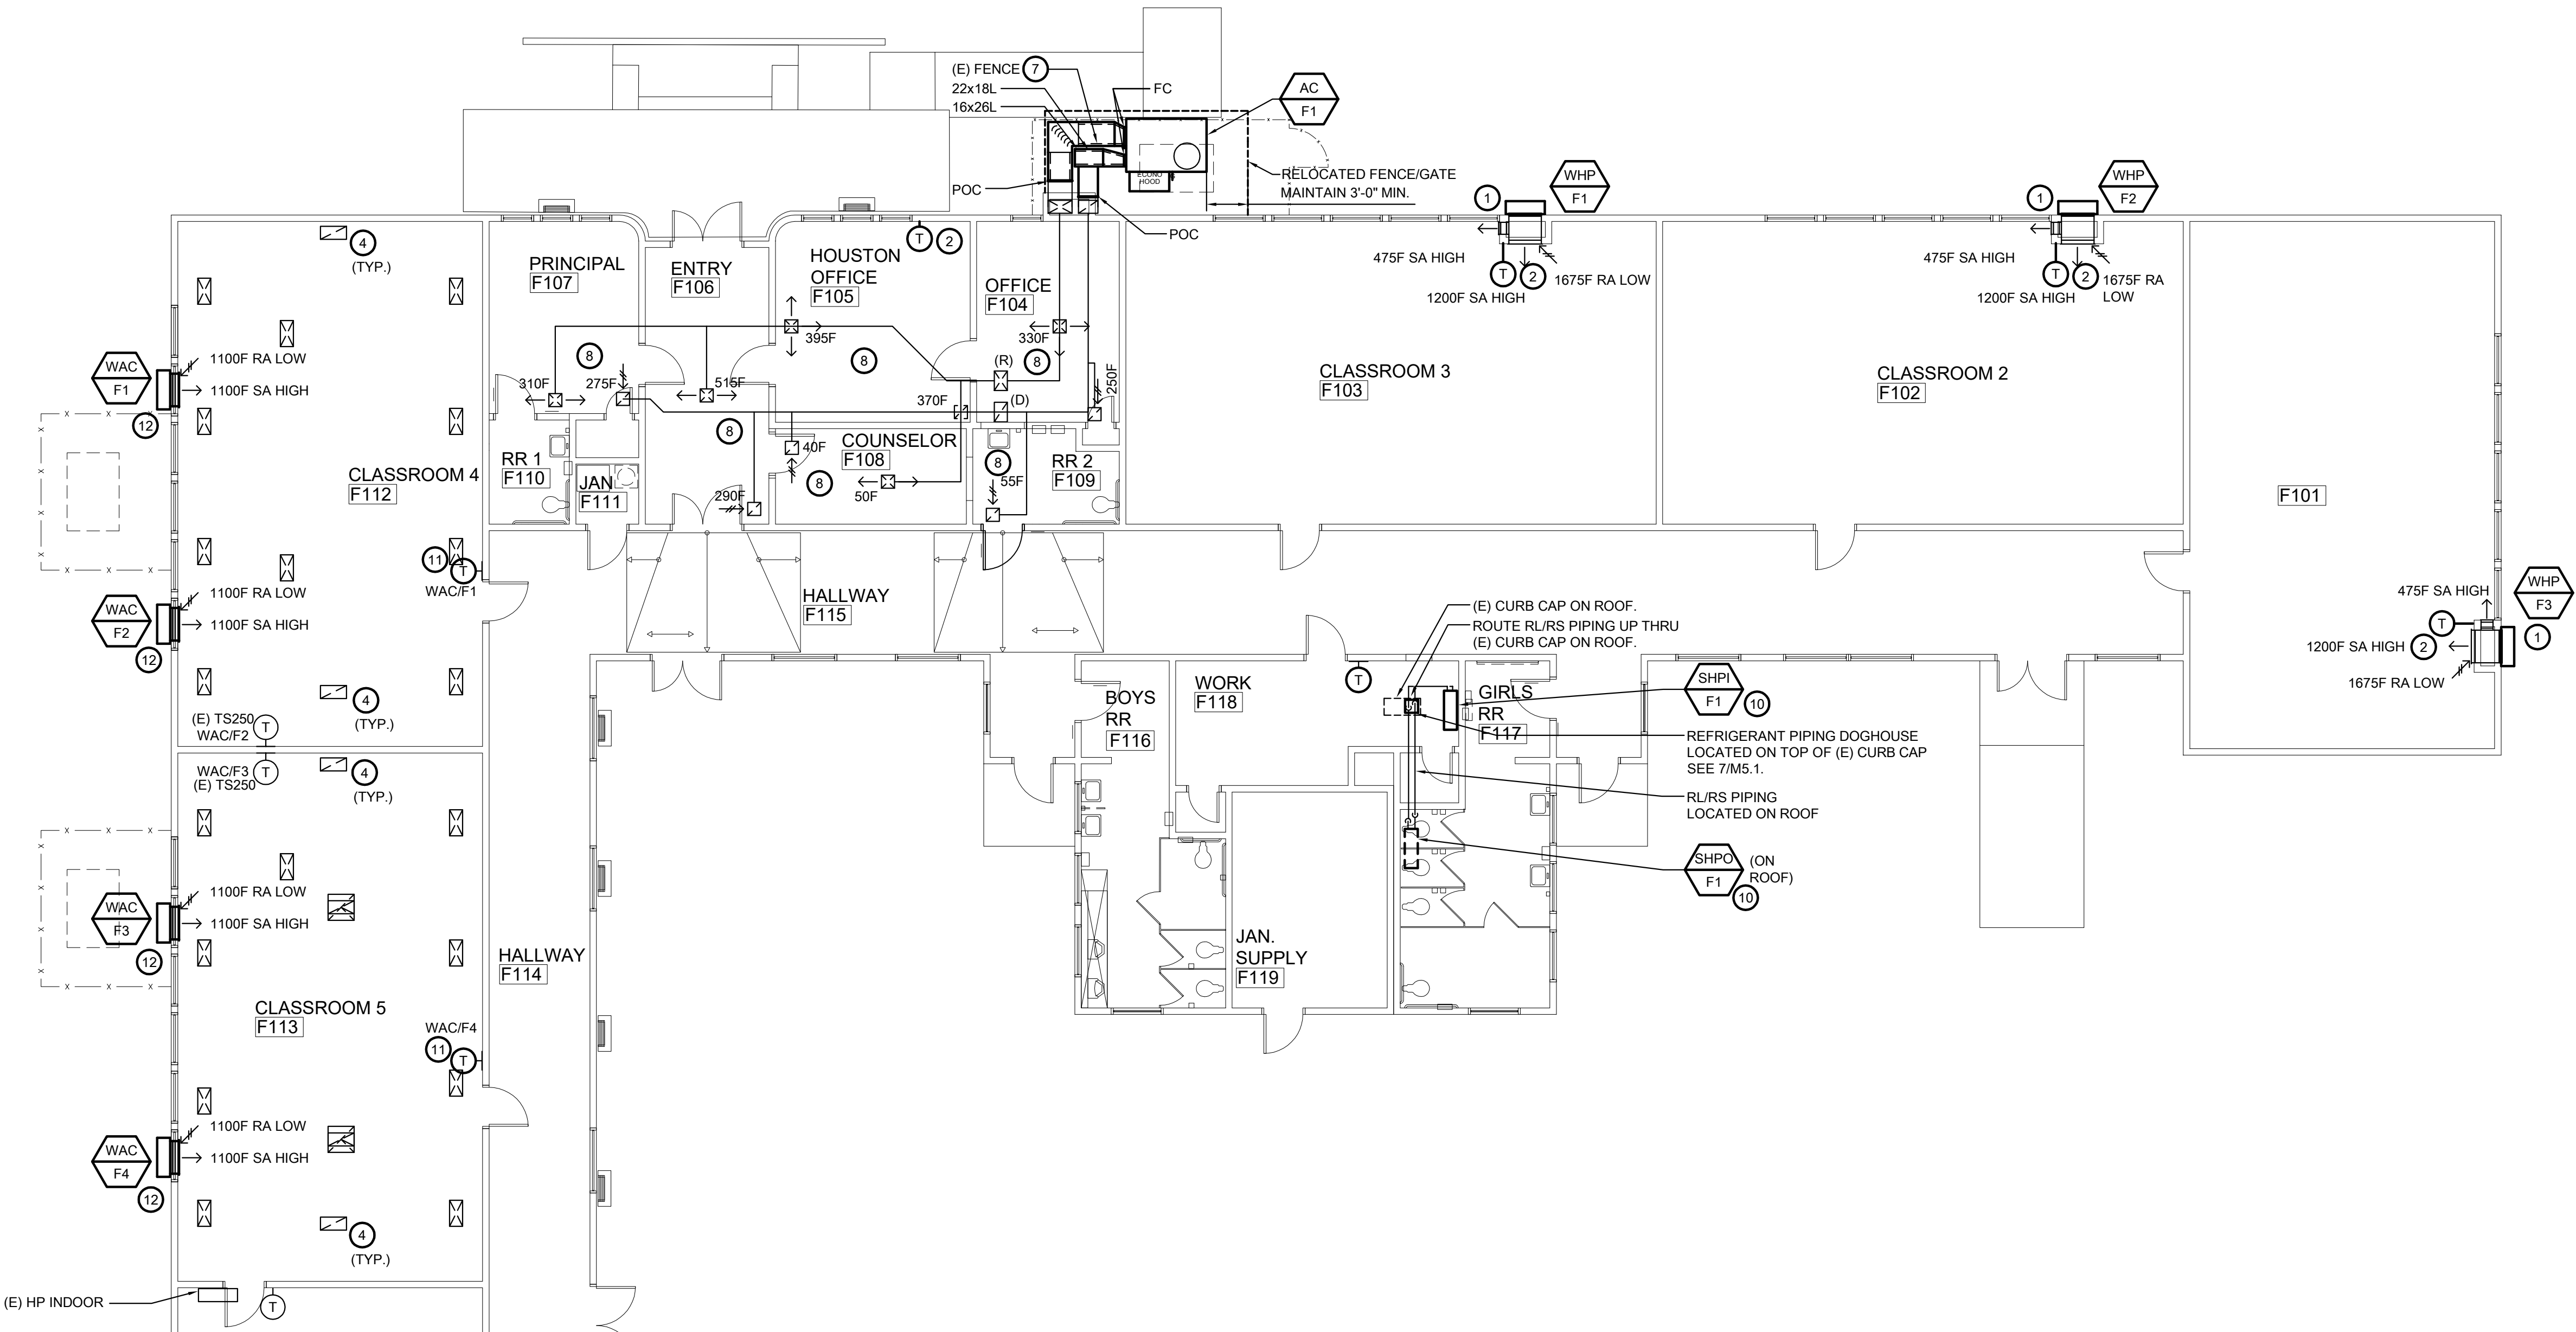 (E) FENCE 7
22x18L
16x26L
FC
AC
F1
ECONO
HOOD
POC
POC
RELOCATED FENCE/GATE
MAINTAIN 3'-0" MIN.
1
WHP
F1
1
WHP
F2
4
(TYP.)
PRINCIPAL
F107
ENTRY
F106
HOUSTON
OFFICE
F105
T
2
OFFICE
F104
475F SA HIGH
T
2
1675F RA LOW
1200F SA HIGH
475F SA HIGH
T
2
1675F RA
LOW
1200F SA HIGH
395F
330F
8
8
8
(R)
250F
310F
275F
515F
370F
(D)
CLASSROOM 3
F103
CLASSROOM 2
F102
WAC
F1
1100F RA LOW
1100F SA HIGH
12
8
40F
COUNSELOR
F108
8
50F
8
55F
RR 2
F109
RR 1
F110
JAN
F111
290F
CLASSROOM 4
F112
F101
11
T
WAC/F1
WAC
F2
1100F RA LOW
1100F SA HIGH
12
HALLWAY
F115
(E) CURB CAP ON ROOF.
ROUTE RL/RS PIPING UP THRU
(E) CURB CAP ON ROOF.
475F SA HIGH
WHP
F3
T
1
1200F SA HIGH
2
1675F RA LOW
4
(TYP.)
(E) TS250
WAC/F2
T
BOYS
RR
F116
WORK
F118
T
GIRLS
RR
F117
SHPI
F1
10
REFRIGERANT PIPING DOGHOUSE
LOCATED ON TOP OF (E) CURB CAP
SEE 7/M5.1.
RL/RS PIPING
LOCATED ON ROOF
WAC/F3
(E) TS250
T
4
(TYP.)
WAC
F3
1100F RA LOW
1100F SA HIGH
12
SHPO
F1
(ON
ROOF)
10
HALLWAY
F114
JAN.
SUPPLY
F119
CLASSROOM 5
F113
WAC/F4
11
T
WAC
F4
1100F RA LOW
1100F SA HIGH
12
4
(TYP.)
(E) HP INDOOR
T